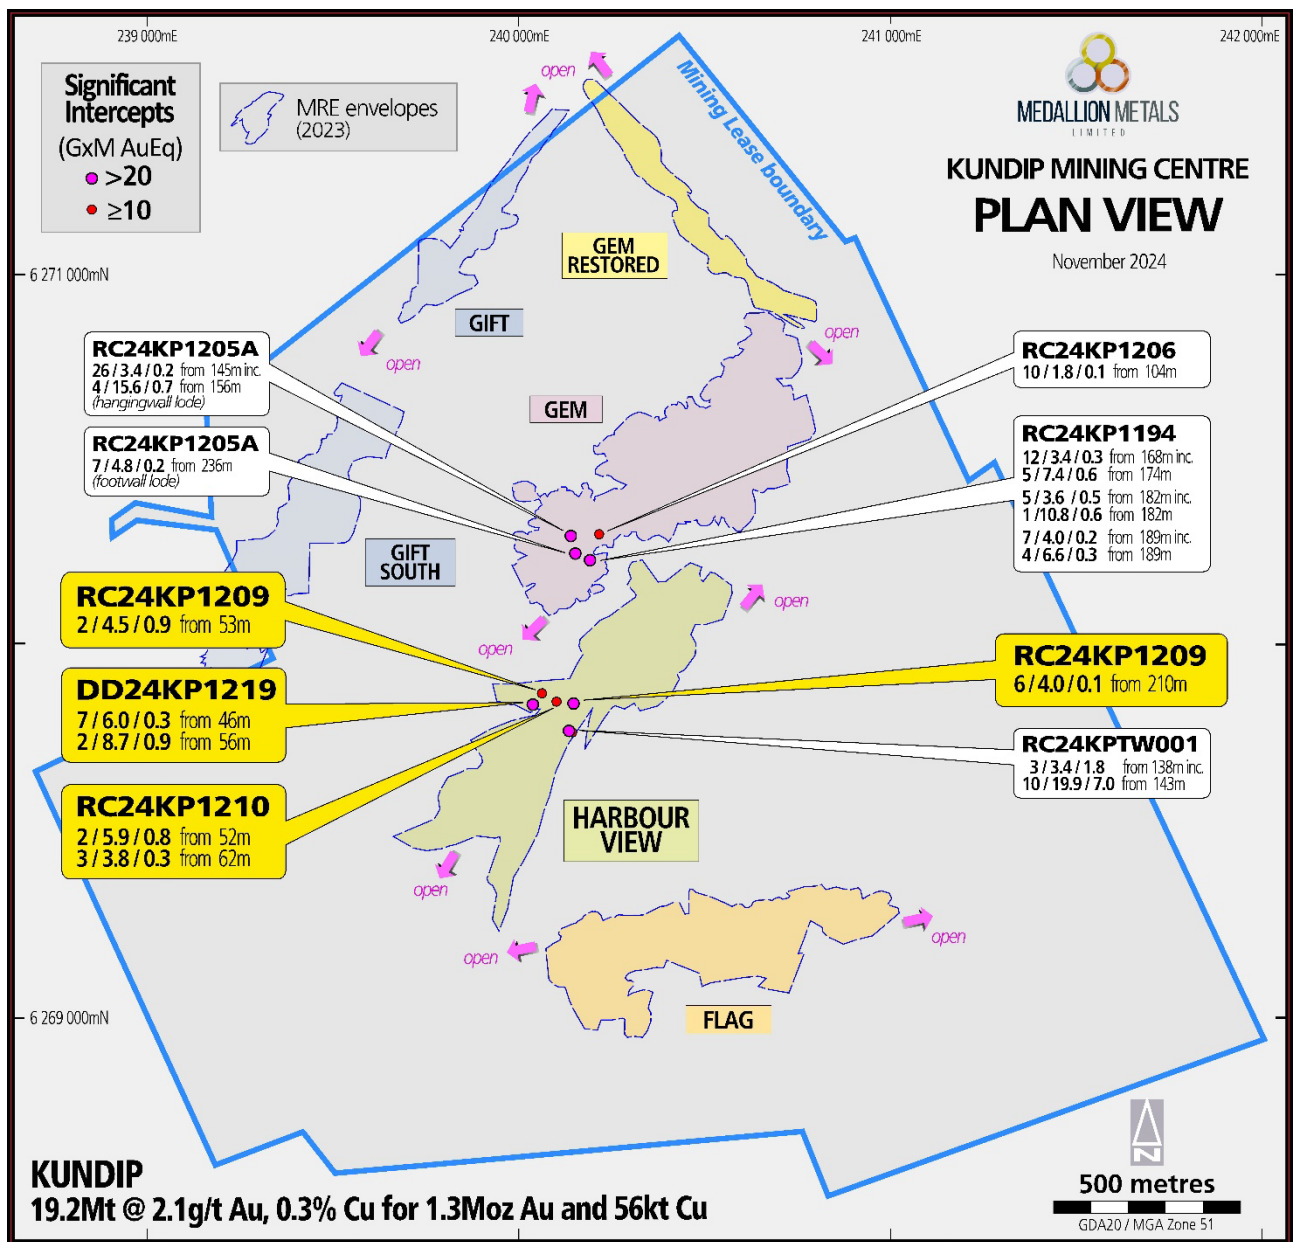 239 000mE
240 000mE
241 000mE
242 000mE
Significant
Intercepts
(GxM AuEq)
>20
≥10
MRE envelopes
(2023)
open
Mining Lease boundary
MEDALLION METALS
LIMITED
KUNDIP MINING CENTRE
PLAN VIEW
November 2024
6 271 000mN
GEM
RESTORED
GIFT
open
open
RC24KP1205A
26 / 3.4 / 0.2 from 145m inc.
4 / 15.6 / 0.7 from 156m
(hangingwall lode)
RC24KP1206
10 / 1.8 / 0.1 from 104m
GEM
RC24KP1205A
7 / 4.8 / 0.2 from 236m
(footwall lode)
RC24KP1194
12 / 3.4 / 0.3 from 168m inc.
5 / 7.4 / 0.6 from 174m
5 / 3.6 / 0.5 from 182m inc.
1 /10.8 / 0.6 from 182m
7 / 4.0 / 0.2 from 189m inc.
4 / 6.6 / 0.3 from 189m
GIFT
SOUTH
RC24KP1209
2 / 4.5 / 0.9 from 53m
open
open
RC24KP1209
6 / 4.0 / 0.1 from 210m
DD24KP1219
7 / 6.0 / 0.3 from 46m
2 / 8.7 / 0.9 from 56m
RC24KPTW001
3 / 3.4 / 1.8 from 138m inc.
10 / 19.9 / 7.0 from 143m
RC24KP1210
2 / 5.9 / 0.8 from 52m
3 / 3.8 / 0.3 from 62m
HARBOUR
VIEW
open
open
open
6 269 000mN
FLAG
N
KUNDIP
19.2Mt @ 2.1g/t Au, 0.3% Cu for 1.3Moz Au and 56kt Cu
500 metres
GDA20 / MGA Zone 51